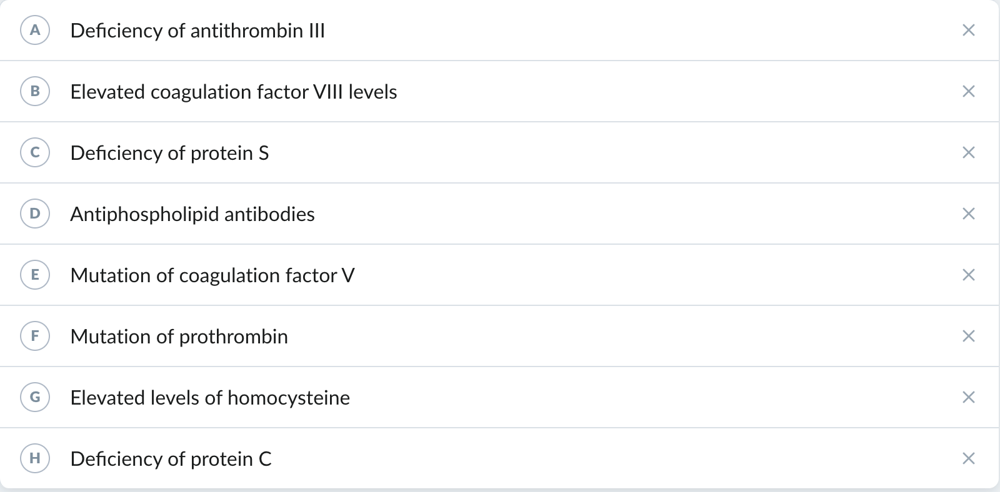 A Deficiency of antithrombin III
B Elevated coagulation factor VIII levels
C Deficiency of protein S
D Antiphospholipid antibodies
E Mutation of coagulation factor V
F Mutation of prothrombin
G Elevated levels of homocysteine
H Deficiency of protein C